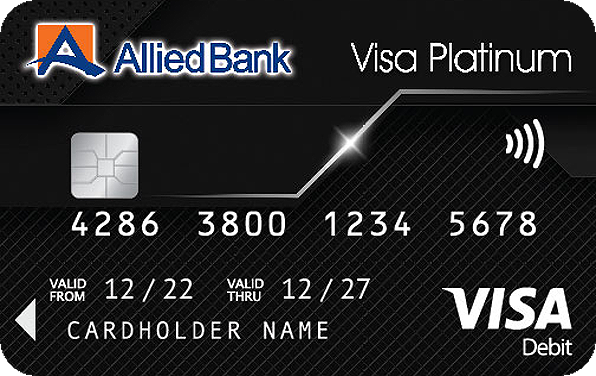 AlliedBank Visa Platinum
4286 3800 1234 5678
VALID FROM 12 / 22 VALID THRU 12 / 27
CARDHOLDER NAME
VISA
Debit